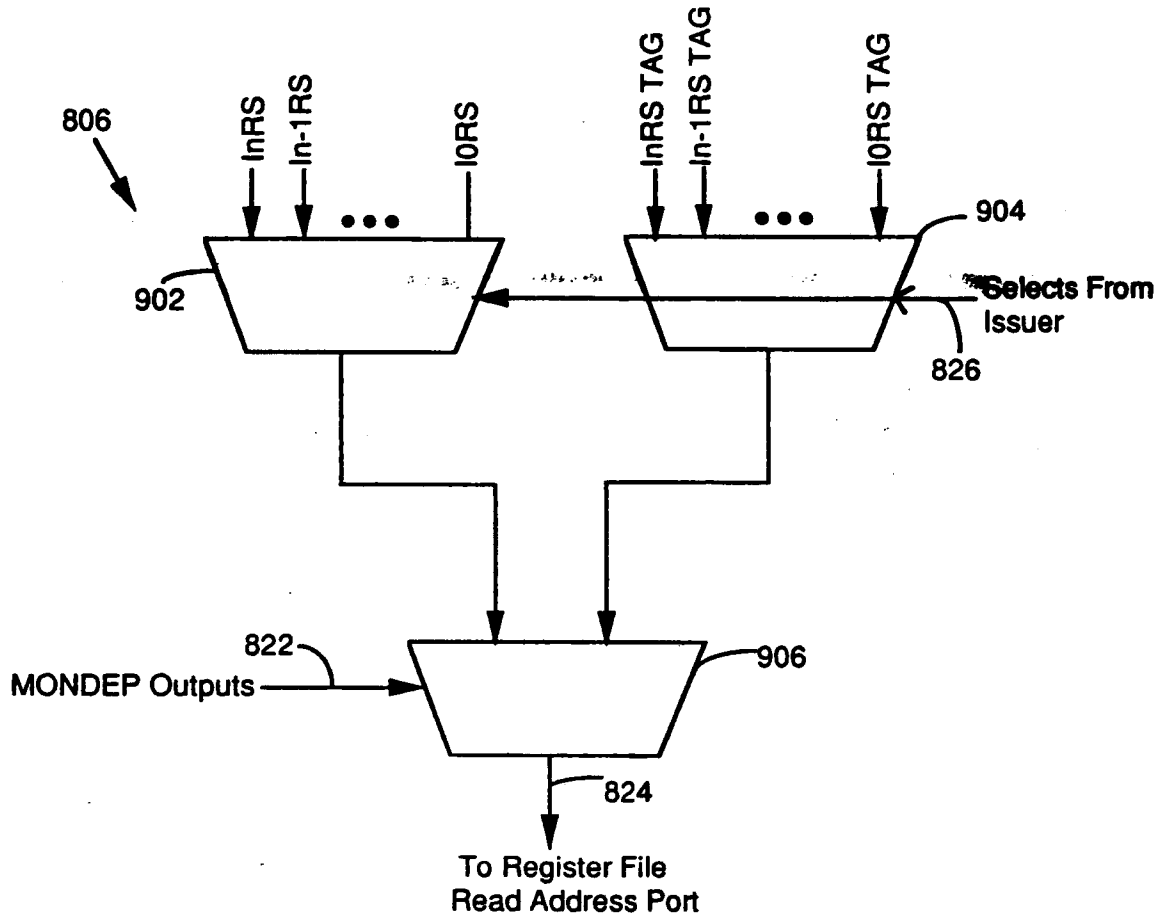 806
InRS
In-1RS
I0RS
InRS TAG
In-1RS TAG
I0RS TAG
904
902
Selects From
Issuer
826
822
MONDEP Outputs
906
824
To Register File
Read Address Port